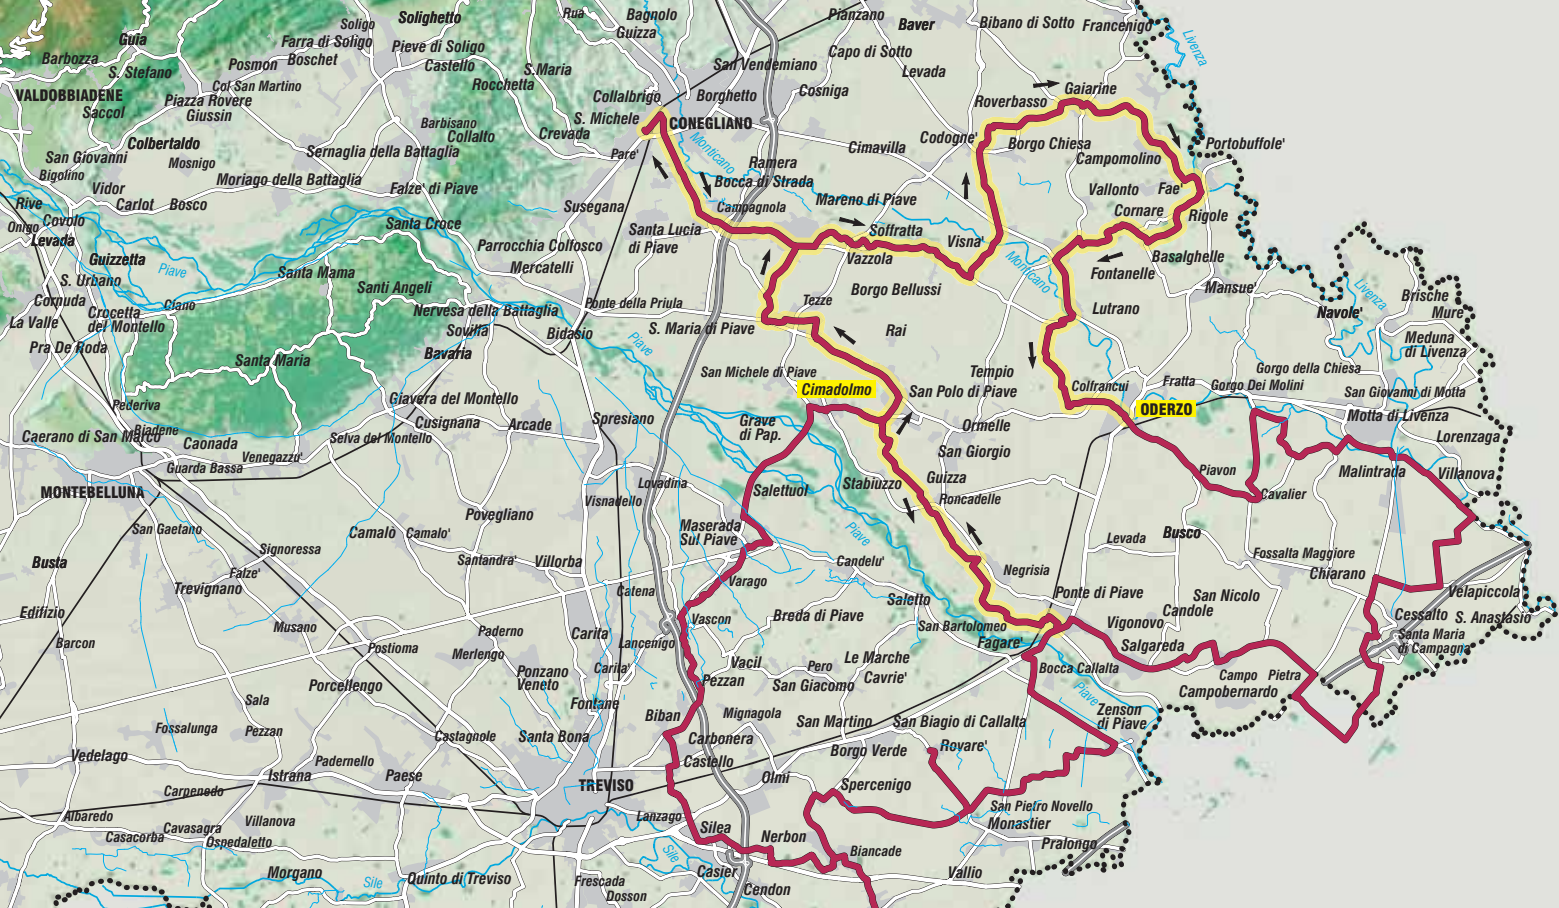 Rua
Bagnolo
Guizza
Pianzano
Baver
Bibano di Sotto
Francenigo
Livenza
Soligo
Solighetto
Guia
Farra di Soligo
Pieve di Soligo
Capo di Sotto
Barbozza
Posmon
Boschet
Castello
S.Maria
San Vendemiano
Levada
S. Stefano
Col San Martino
Rocchetta
VALDOBBIADENE
Piazza Rovere
Collalbrigo
Borghetto
Cosniga
Gaiarine
Roverbasso
Saccol
Giussin
Barbisano
S. Michele
CONEGLIANO
Collalto
Crevada
Codogne'
Borgo Chiesa
Portobuffole'
Colbertaldo
Sernaglia della Battaglia
Pare'
Monticano
Cimavilla
Campomolino
San Giovanni
Mosnigo
Ramera
Bigolino
Moriago della Battaglia
Bocca di Strada
Vidor
Falze' di Piave
Vallonto
Fae'
Rive
Carlot
Bosco
Susegana
Campagnola
Mareno di Piave
Cornare
Rigole
Onigo
Covolo
Santa Croce
Santa Lucia
di Piave
Soffratta
Visna'
Levada
Parrocchia Colfosco
Vazzola
Monticano
Basalghelle
Guizzetta
Piave
Mercatelli
Fontanelle
S. Urbano
Santa Mama
Santi Angeli
Borgo Bellussi
Mansue'
Livenza
Brische
Cornuda
Ciano
Ponte della Priula
Tezze
Lutrano
Navole'
Mure
Crocetta
del Montello
Nervesa della Battaglia
La Valle
Sovilla
Bidasio
S. Maria di Piave
Rai
Meduna
di Livenza
Pra De Roda
Santa Maria
Bavaria
Piave
San Michele di Piave
Tempio
Gorgo della Chiesa
Cimadolmo
San Polo di Piave
Colfrancui
Fratta
Gorgo Dei Molini
San Giovanni di Motta
Pederiva
Giavera del Montello
ODERZO
Motta di Livenza
Biadene
Cusignana
Arcade
Spresiano
Grave
di Pap.
Ormelle
Lorenzaga
Caerano di San Marco
Caonada
Selva del Montello
San Giorgio
Venegazzu'
Guarda Bassa
Guizza
Piavon
Malintrada
Villanova
MONTEBELLUNA
Lovadina
Salettuol
Stabiuzzo
Roncadelle
Cavalier
Visnadello
Povegliano
San Gaetano
Camalò
Camalo'
Maserada
Sul Piave
Piave
Levada
Busco
Signoressa
Busta
Santandra'
Villorba
Candelu'
Fossalta Maggiore
Falze'
Negrisia
Chiarano
Trevignano
Varago
Catena
Ponte di Piave
San Nicolo
Velapiccola
Edifizio
Saletto
Candole
Cessalto
S. Anastasio
Vascon
Breda di Piave
Musano
Paderno
Carita
San Bartolomeo
Vigonovo
Santa Maria
di Campagna
Barcon
Postioma
Merlengo
Lancenigo
Fagare'
Salgareda
Vacil
Pero
Le Marche
Ponzano
Veneto
Carita'
Cavrie'
Bocca Callalta
Campo
Pietra
Porcellengo
Pezzan
San Giacomo
Piave
Campobernardo
Sala
Fontane
Biban
Mignagola
San Martino
San Biagio di Callalta
Zenson
di Piave
Fossalunga
Pezzan
Castagnole
Santa Bona
Carbonera
Borgo Verde
Rovare'
Vedelago
Padernello
Castello
Istrana
Paese
TREVISO
Olmi
Spercenigo
Carpenedo
San Pietro Novello
Albaredo
Villanova
Lanzago
Monastier
Cavasagra
Silea
Nerbon
Casacorba
Ospedaletto
Biancade
Pralongo
Sile
Morgano
Sile
Quinto di Treviso
Casier
Vallio
Frescada
Cendon
Dosson